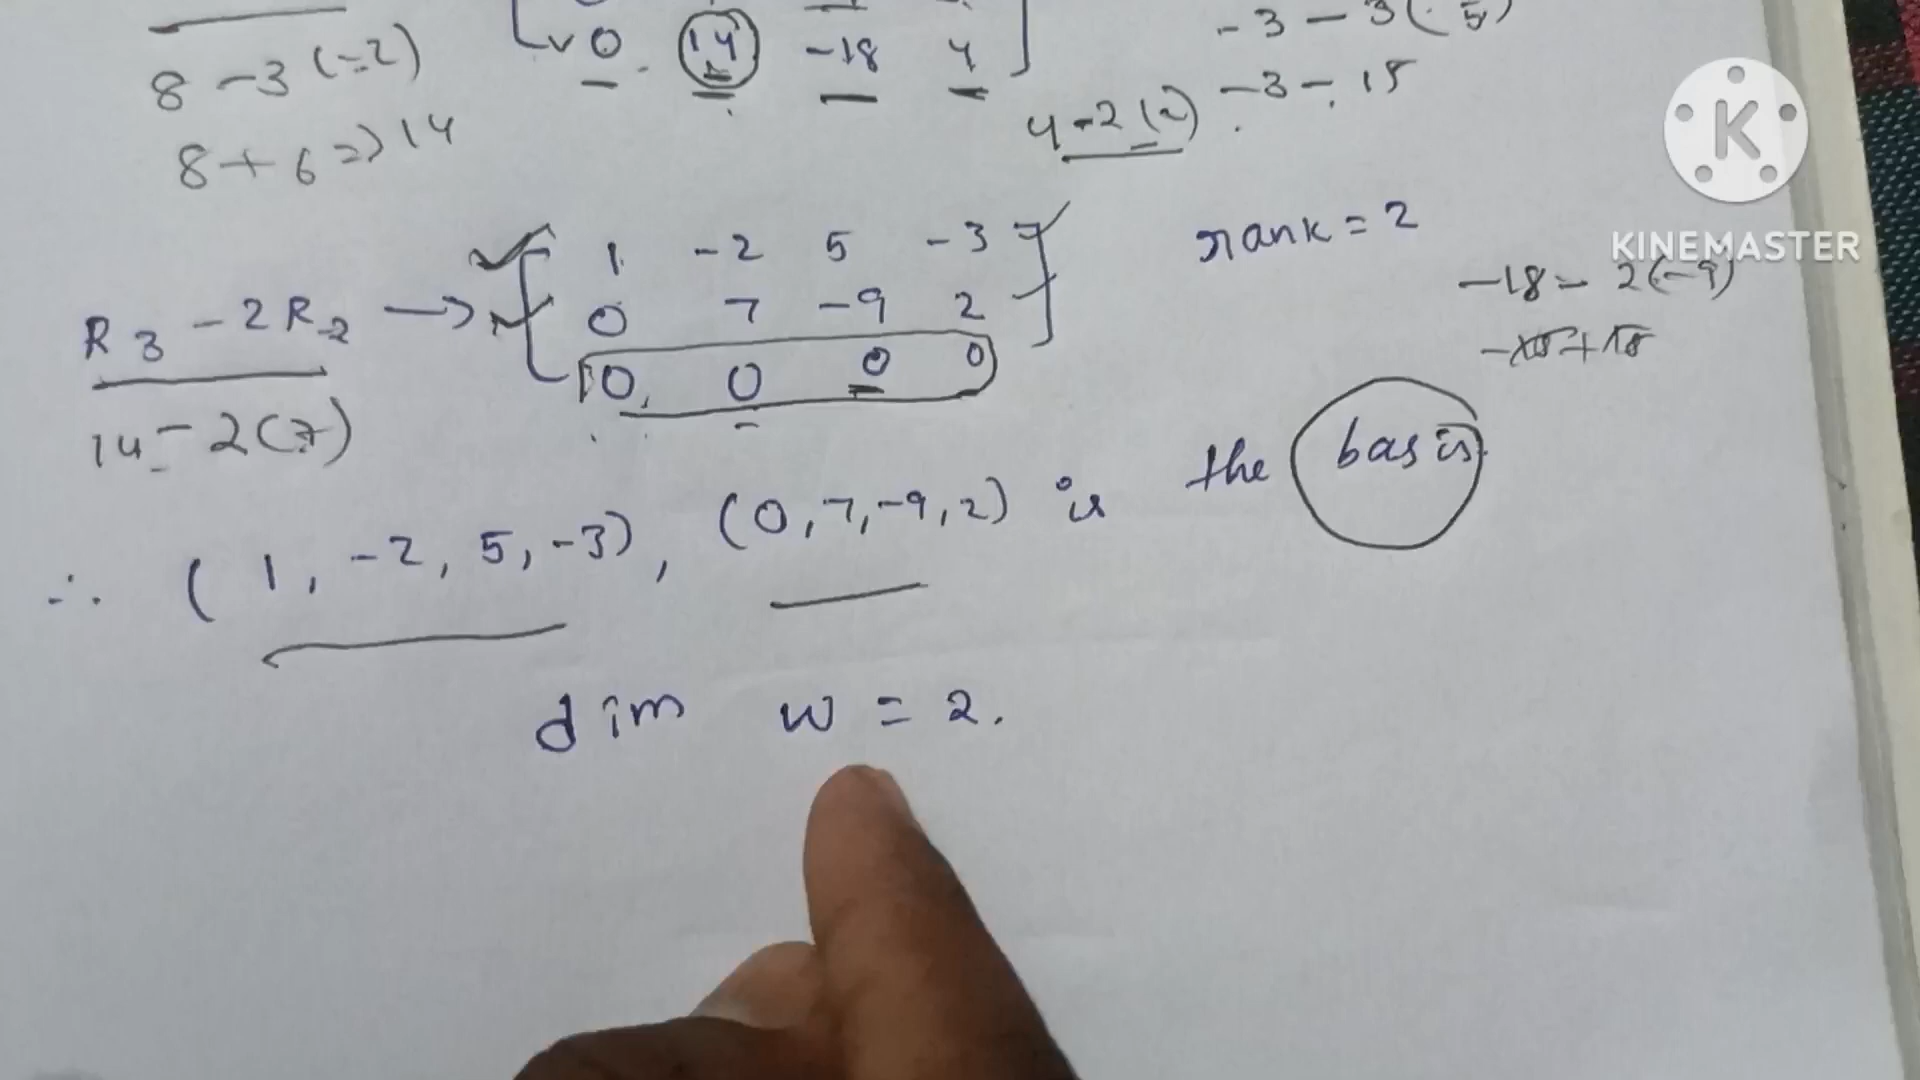 8 - 3 (-2)
0 14 -18 4
-3 - 3(5)
8 + 6 => 14
4 - 2(2)
-3 - 15
K
KINEMASTER
1 -2 5 -3
rank = 2
R3 - 2R2 → 0 7 -9 2
-18 - 2(-9)
0, 0 0 0
-18 + 18
14 - 2(7)
∴ (1, -2, 5, -3), (0, 7, -9, 2) is the basis.
dim w = 2.